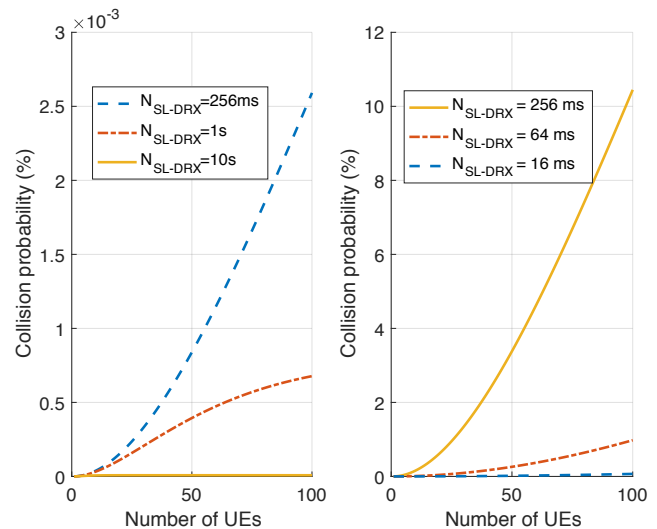 ×10⁻³
3
2.5
2
1.5
1
0.5
0
0
50
100
Collision probability (%)
Number of UEs
N_SL-DRX=256ms
N_SL-DRX=1s
N_SL-DRX=10s
12
10
8
6
4
2
0
0
50
100
Collision probability (%)
Number of UEs
N_SL-DRX = 256 ms
N_SL-DRX = 64 ms
N_SL-DRX = 16 ms